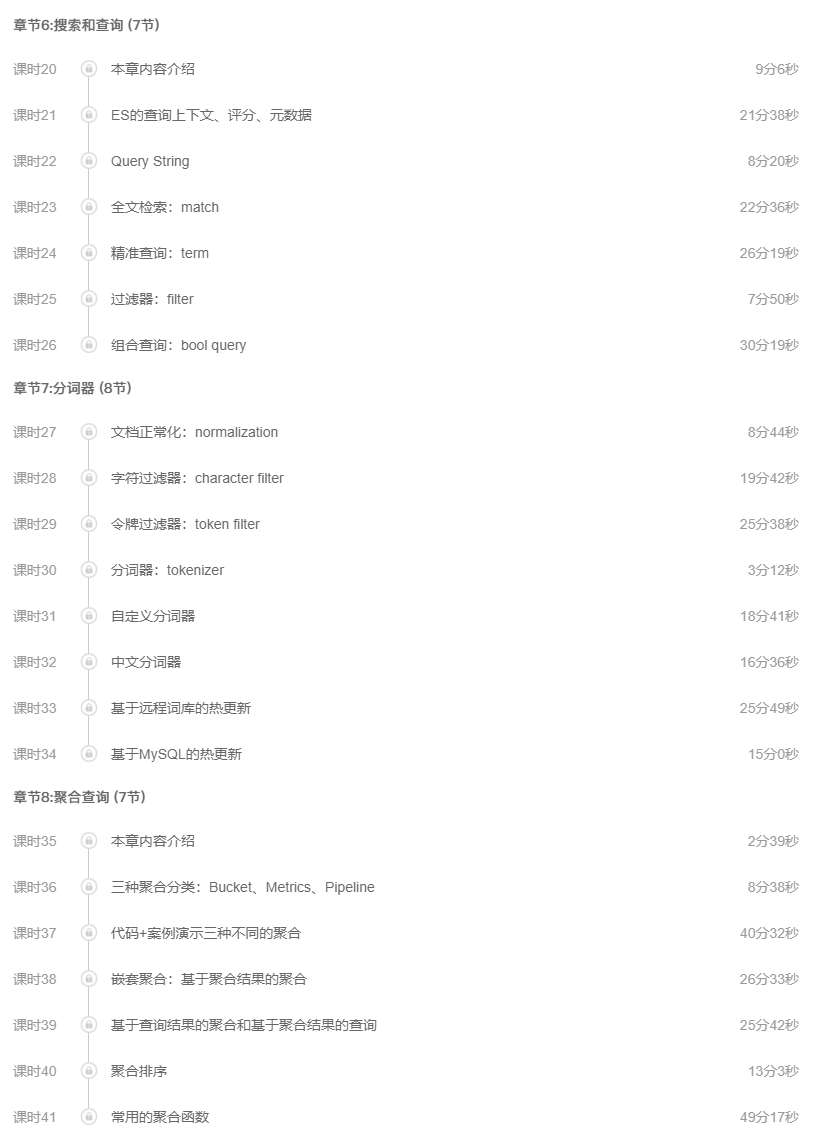 章节6:搜索和查询 (7节)
课时20 本章内容介绍 9分6秒
课时21 ES的查询上下文、评分、元数据 21分38秒
课时22 Query String 8分20秒
课时23 全文检索：match 22分36秒
课时24 精准查询：term 26分19秒
课时25 过滤器：filter 7分50秒
课时26 组合查询：bool query 30分19秒
章节7:分词器 (8节)
课时27 文档正常化：normalization 8分44秒
课时28 字符过滤器：character filter 19分42秒
课时29 令牌过滤器：token filter 25分38秒
课时30 分词器：tokenizer 3分12秒
课时31 自定义分词器 18分41秒
课时32 中文分词器 16分36秒
课时33 基于远程词库的热更新 25分49秒
课时34 基于MySQL的热更新 15分0秒
章节8:聚合查询 (7节)
课时35 本章内容介绍 2分39秒
课时36 三种聚合分类：Bucket、Metrics、Pipeline 8分38秒
课时37 代码+案例演示三种不同的聚合 40分32秒
课时38 嵌套聚合：基于聚合结果的聚合 26分33秒
课时39 基于查询结果的聚合和基于聚合结果的查询 25分42秒
课时40 聚合排序 13分3秒
课时41 常用的聚合函数 49分17秒